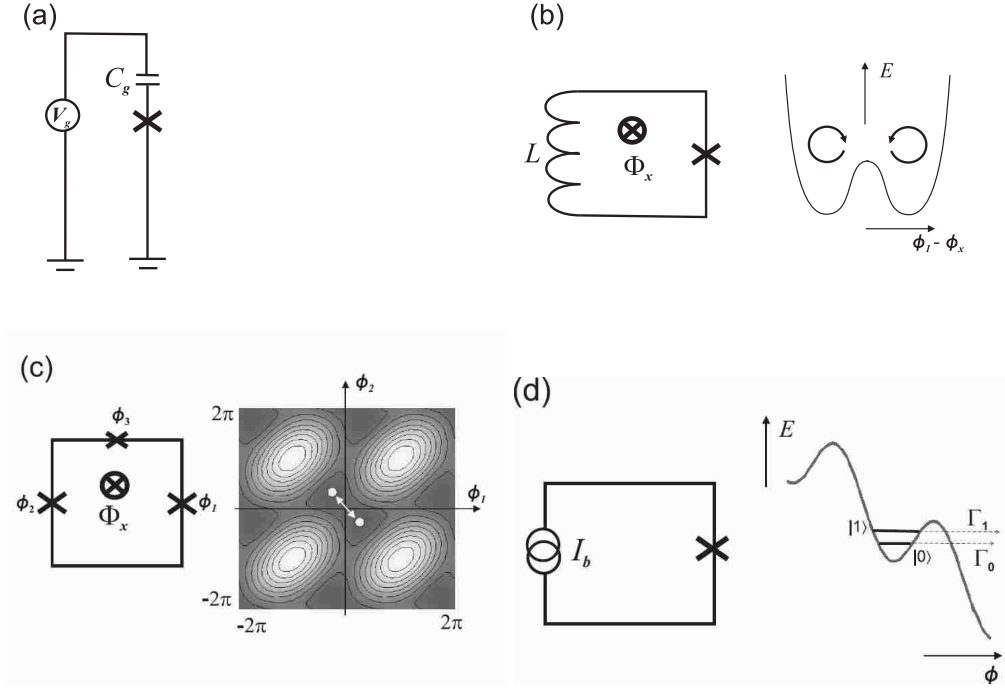 (a)
C_g
V_g
(b)
E
L
Φ_x
ϕ_1 - ϕ_x
(c)
ϕ_3
ϕ_2
ϕ_1
Φ_x
ϕ_2
2π
ϕ_1
-2π
-2π
2π
(d)
E
I_b
|1⟩
Γ_1
|0⟩
Γ_0
ϕ